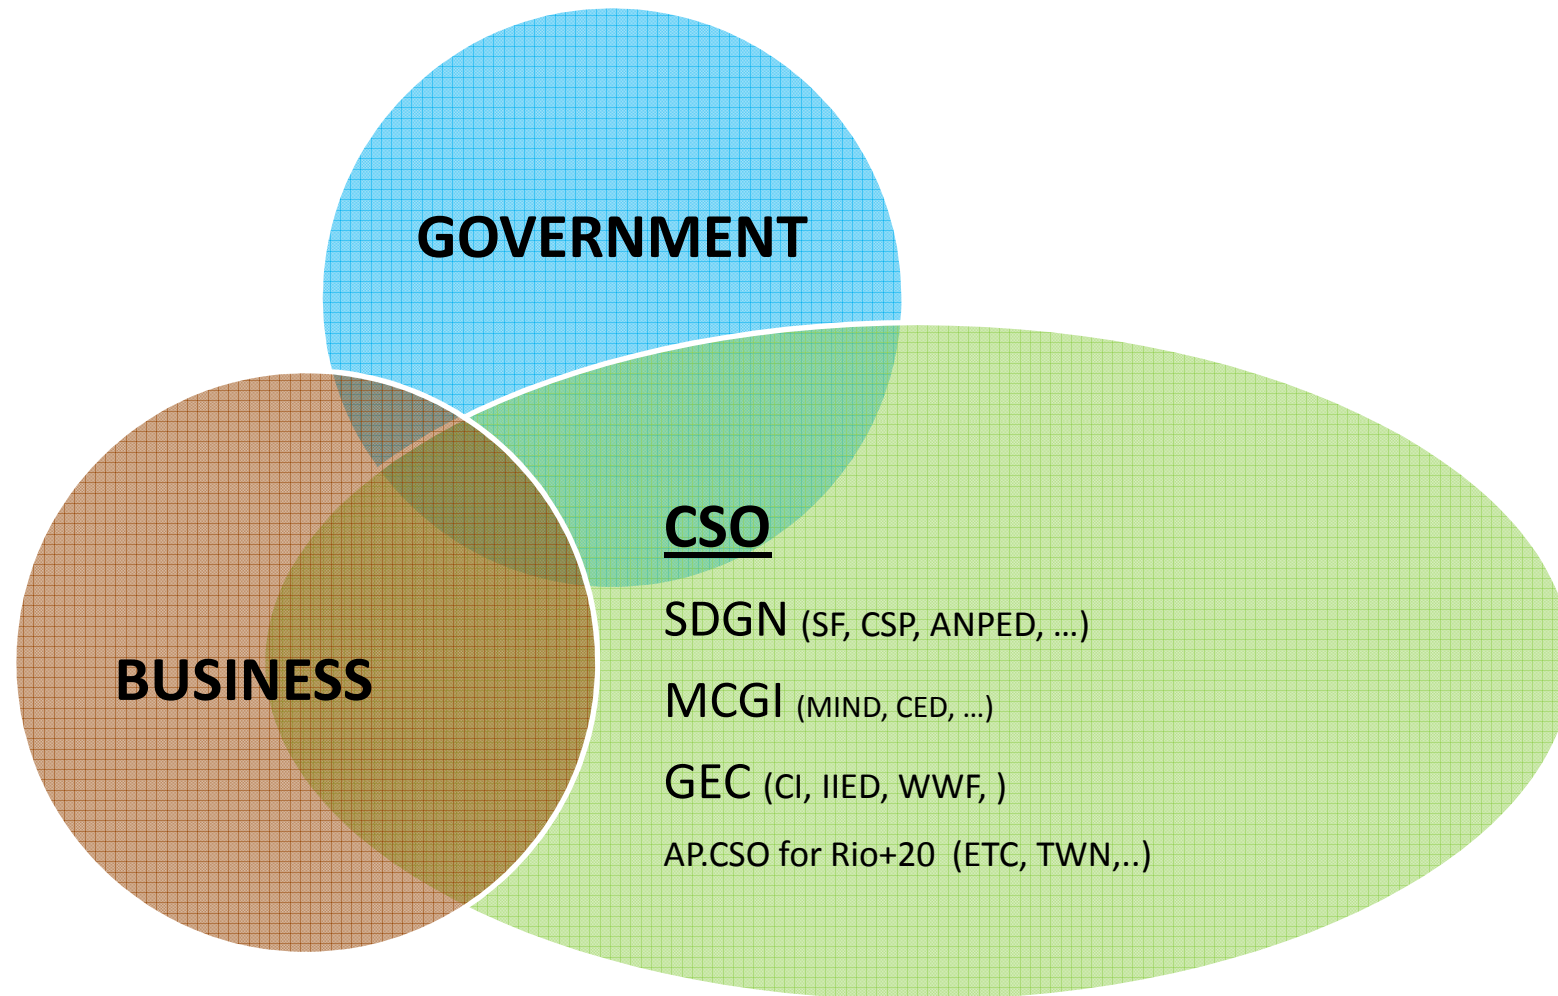 GOVERNMENT
CSO
SDGN (SF, CSP, ANPED, ...)
BUSINESS
MCGI (MIND, CED, ...)
GEC (CI, IIED, WWF, )
AP.CSO for Rio+20 (ETC, TWN,..)